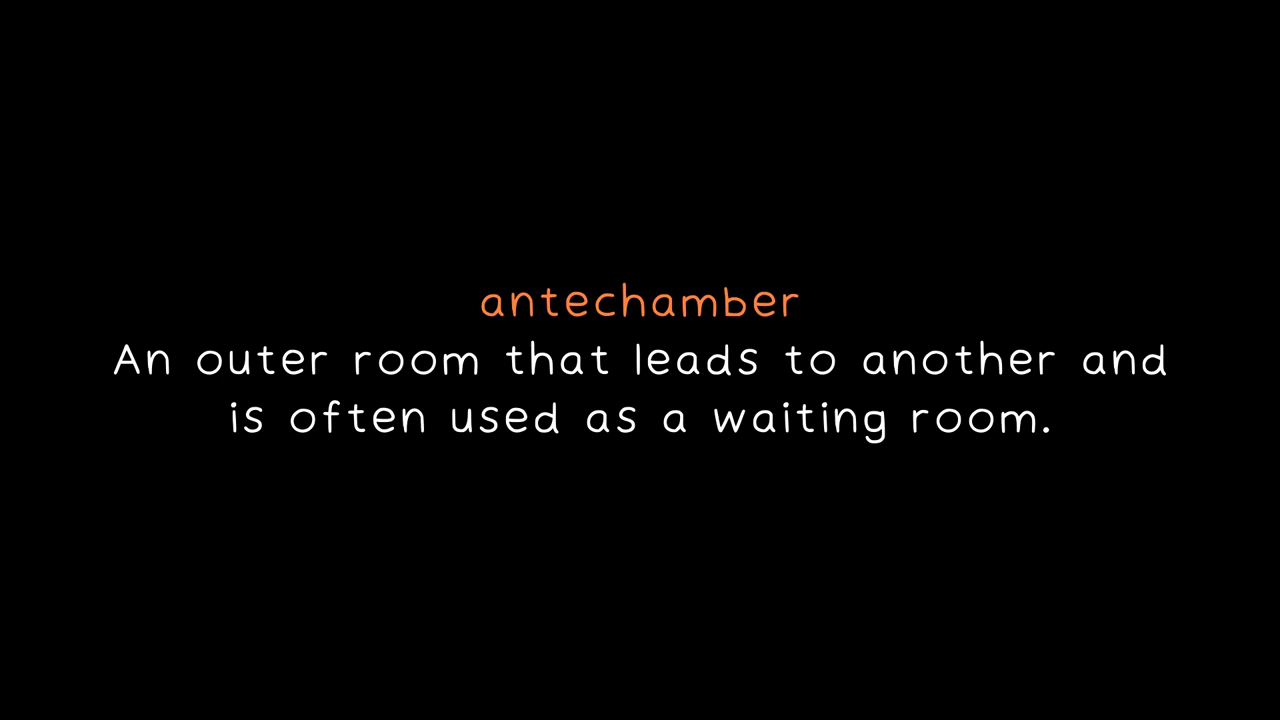 antechamber
An outer room that leads to another and
is often used as a waiting room.